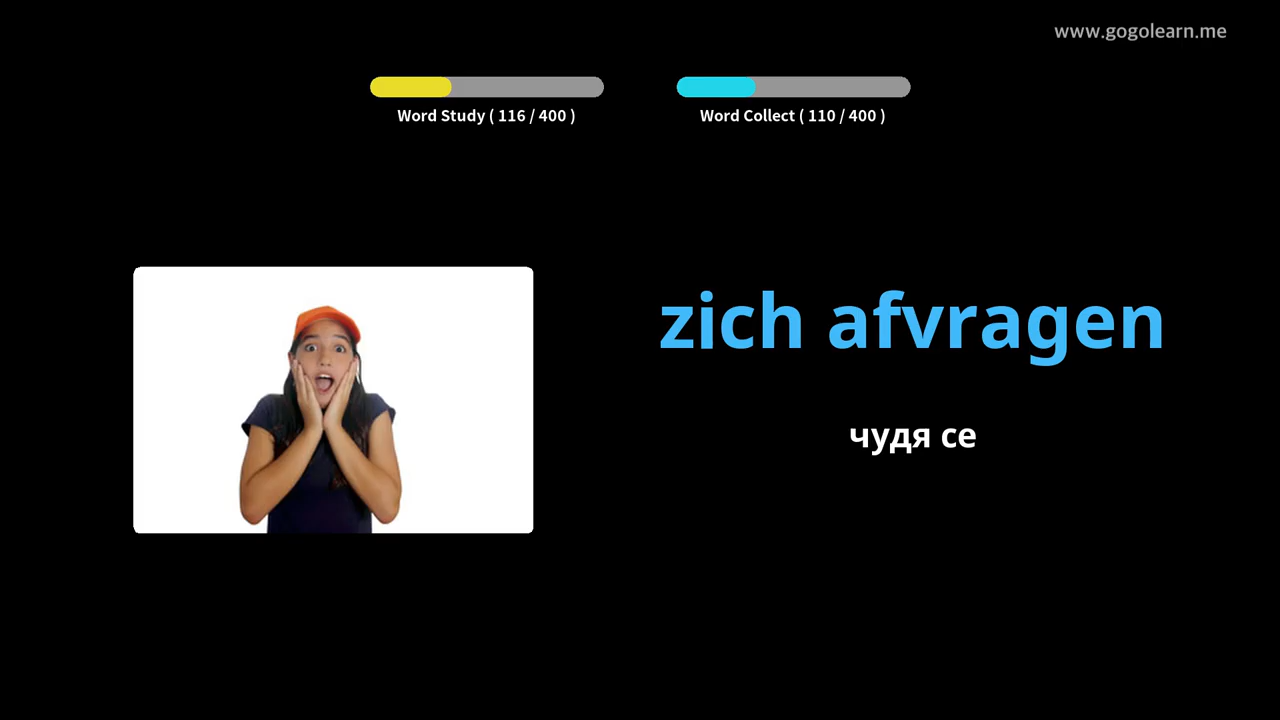 www.gogolearn.me
Word Study ( 116 / 400 )
Word Collect ( 110 / 400 )
zich afvragen
чудя се